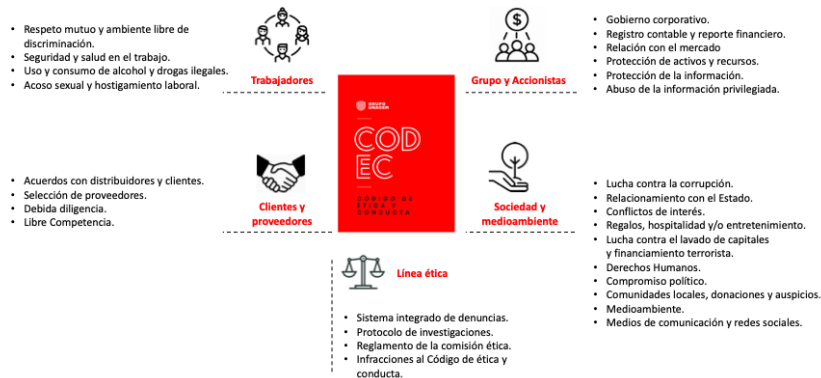 • Respeto mutuo y ambiente libre de
discriminación.
• Seguridad y salud en el trabajo.
• Uso y consumo de alcohol y drogas ilegales.
• Acoso sexual y hostigamiento laboral.
Trabajadores
Grupo y Accionistas
• Gobierno corporativo.
• Registro contable y reporte financiero.
• Relación con el mercado
• Protección de activos y recursos.
• Protección de la información.
• Abuso de la información privilegiada.
GRUPO
UNACEM
COD
EC
CÓDIGO DE
ÉTICA Y
CONDUCTA
• Acuerdos con distribuidores y clientes.
• Selección de proveedores.
• Debida diligencia.
• Libre Competencia.
Clientes y
proveedores
Sociedad y
medioambiente
• Lucha contra la corrupción.
• Relacionamiento con el Estado.
• Conflictos de interés.
• Regalos, hospitalidad y/o entretenimiento.
• Lucha contra el lavado de capitales
y financiamiento terrorista.
• Derechos Humanos.
• Compromiso político.
• Comunidades locales, donaciones y auspicios.
• Medioambiente.
• Medios de comunicación y redes sociales.
Línea ética
• Sistema integrado de denuncias.
• Protocolo de investigaciones.
• Reglamento de la comisión ética.
• Infracciones al Código de ética y
conducta.